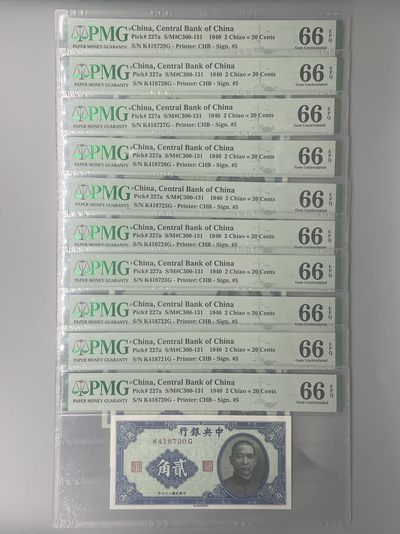 PMG
PAPER MONEY GUARANTY
China, Central Bank of China
Pick# 227a S/M#C300-131 1940 2 Chiao = 20 Cents
S/N K418729G - Printer: CHB - Sign. #5
66 EPQ
Gem Uncirculated
PMG
PAPER MONEY GUARANTY
China, Central Bank of China
Pick# 227a S/M#C300-131 1940 2 Chiao = 20 Cents
S/N K418728G - Printer: CHB - Sign. #5
66 EPQ
Gem Uncirculated
PMG
PAPER MONEY GUARANTY
China, Central Bank of China
Pick# 227a S/M#C300-131 1940 2 Chiao = 20 Cents
S/N K418727G - Printer: CHB - Sign. #5
66 EPQ
Gem Uncirculated
PMG
PAPER MONEY GUARANTY
China, Central Bank of China
Pick# 227a S/M#C300-131 1940 2 Chiao = 20 Cents
S/N K418726G - Printer: CHB - Sign. #5
66 EPQ
Gem Uncirculated
PMG
PAPER MONEY GUARANTY
China, Central Bank of China
Pick# 227a S/M#C300-131 1940 2 Chiao = 20 Cents
S/N K418725G - Printer: CHB - Sign. #5
66 EPQ
Gem Uncirculated
PMG
PAPER MONEY GUARANTY
China, Central Bank of China
Pick# 227a S/M#C300-131 1940 2 Chiao = 20 Cents
S/N K418724G - Printer: CHB - Sign. #5
66 EPQ
Gem Uncirculated
PMG
PAPER MONEY GUARANTY
China, Central Bank of China
Pick# 227a S/M#C300-131 1940 2 Chiao = 20 Cents
S/N K418723G - Printer: CHB - Sign. #5
66 EPQ
Gem Uncirculated
PMG
PAPER MONEY GUARANTY
China, Central Bank of China
Pick# 227a S/M#C300-131 1940 2 Chiao = 20 Cents
S/N K418722G - Printer: CHB - Sign. #5
66 EPQ
Gem Uncirculated
PMG
PAPER MONEY GUARANTY
China, Central Bank of China
Pick# 227a S/M#C300-131 1940 2 Chiao = 20 Cents
S/N K418721G - Printer: CHB - Sign. #5
66 EPQ
Gem Uncirculated
PMG
PAPER MONEY GUARANTY
China, Central Bank of China
Pick# 227a S/M#C300-131 1940 2 Chiao = 20 Cents
S/N K418720G - Printer: CHB - Sign. #5
66 EPQ
Gem Uncirculated
行銀央中
K418720G
角貳
印年九十二國民華中